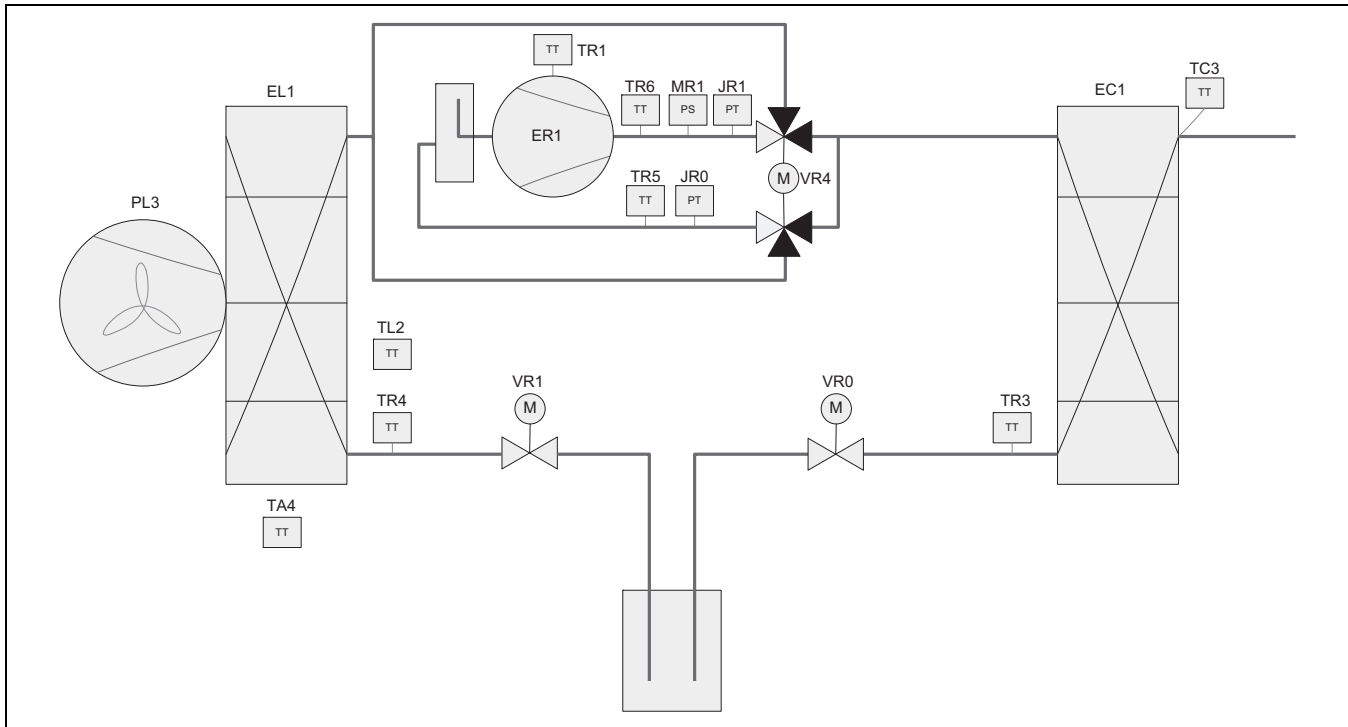 TT TR1
TC3
EL1
TR6 MR1 JR1
EC1
TT
TT PS PT
ER1
TR5 JR0
M VR4
PL3
TT PT
TL2
TT
VR1
VR0
TR4
M
M
TR3
TT
TT
TA4
TT